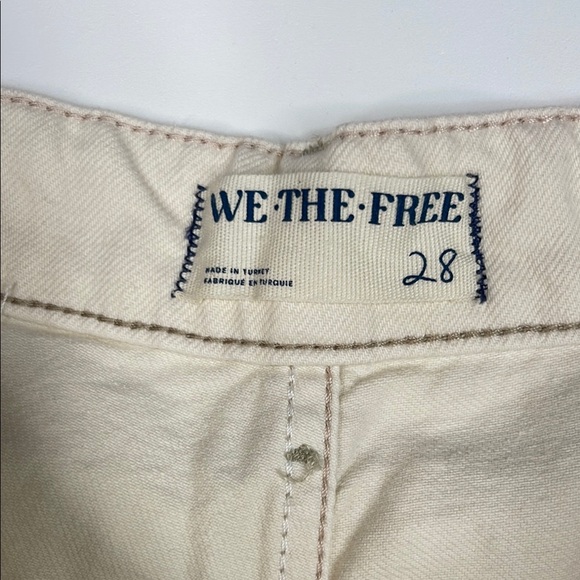 WE·THE·FREE
MADE IN TURKEY
FABRIQUE EN TURQUIE
28